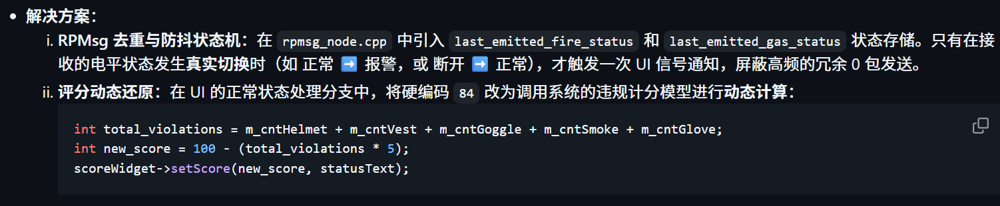 • 解决方案：
i. RPMsg 去重与防抖状态机：在 rpmsg_node.cpp 中引入 last_emitted_fire_status 和 last_emitted_gas_status 状态存储。只有在接
收的电平状态发生真实切换时（如 正常 ➡️ 报警，或 断开 ➡️ 正常），才触发一次 UI 信号通知，屏蔽高频的冗余 0 包发送。
ii. 评分动态还原：在 UI 的正常状态处理分支中，将硬编码 84 改为调用系统的违规计分模型进行动态计算：
int total_violations = m_cntHelmet + m_cntVest + m_cntGoggle + m_cntSmoke + m_cntGlove;
int new_score = 100 - (total_violations * 5);
scoreWidget->setScore(new_score, statusText);